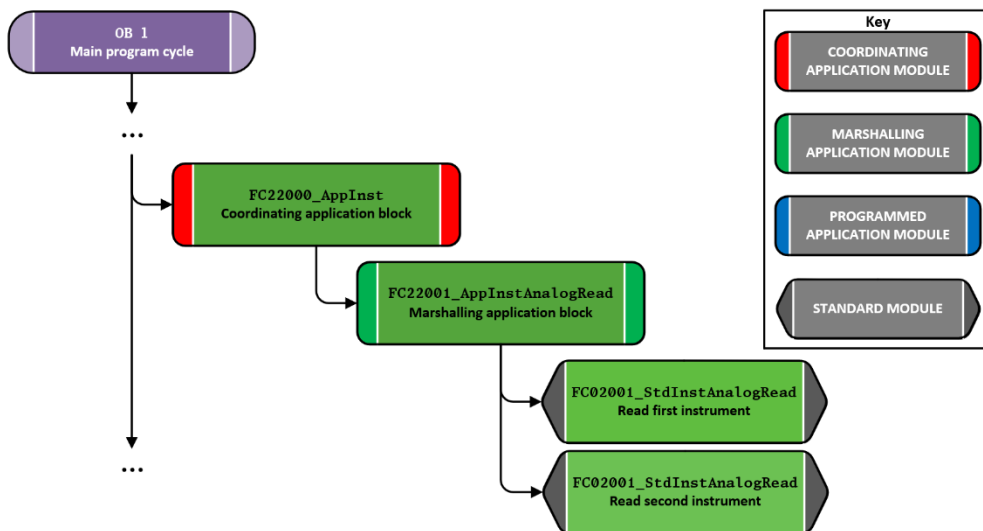 OB 1
Main program cycle
...
FC22000_AppInst
Coordinating application block
FC22001_AppInstAnalogRead
Marshalling application block
FC02001_StdInstAnalogRead
Read first instrument
...
FC02001_StdInstAnalogRead
Read second instrument
Key
COORDINATING
APPLICATION MODULE
MARSHALLING
APPLICATION MODULE
PROGRAMMED
APPLICATION MODULE
STANDARD MODULE